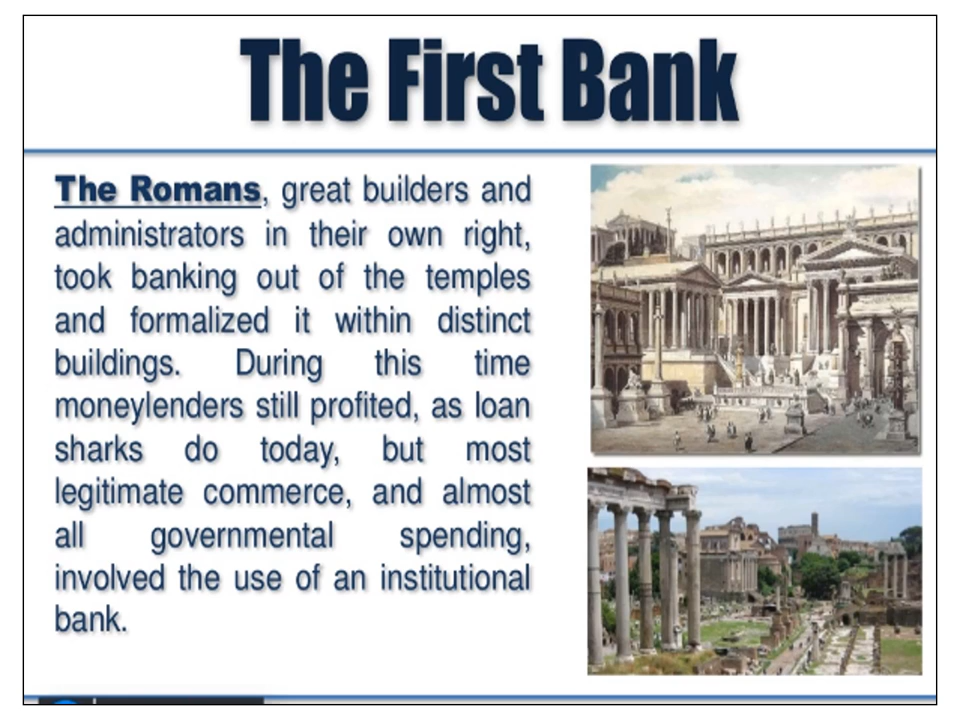 The First Bank
The Romans, great builders and
administrators in their own right,
took banking out of the temples
and formalized it within distinct
buildings. During this time
moneylenders still profited, as loan
sharks do today, but most
legitimate commerce, and almost
all governmental spending,
involved the use of an institutional
bank.